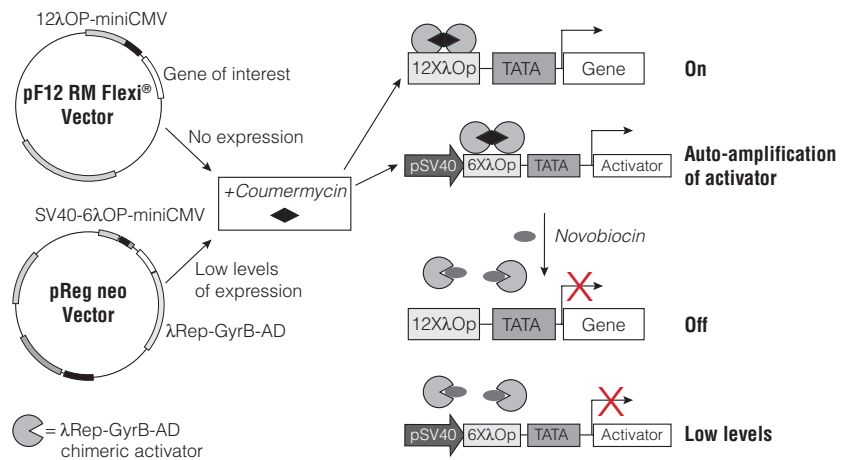 12λOP-miniCMV
pF12 RM Flexi®
Vector
Gene of interest
No expression
+Coumermycin
SV40-6λOP-miniCMV
Low levels
of expression
pReg neo
Vector
λRep-GyrB-AD
= λRep-GyrB-AD
chimeric activator
12XλOp TATA Gene
On
pSV40 6XλOp TATA Activator
Auto-amplification
of activator
Novobiocin
12XλOp TATA Gene
Off
pSV40 6XλOp TATA Activator
Low levels